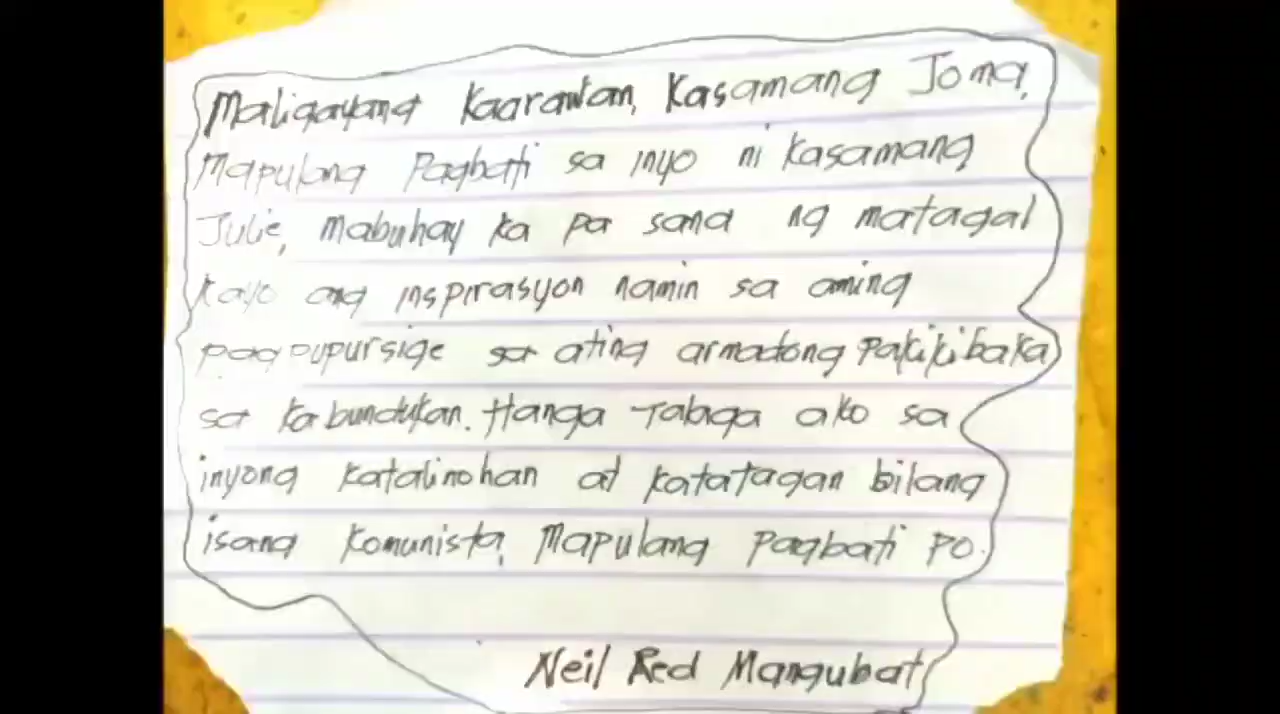 Maligayang Kaarawan, Kasamang Joma,
Mapulang Pagbati sa inyo ni kasamang
Julie, mabuhay ka pa sana ng matagal
kayo ang inspirasyon namin sa aming
pagpupursige sa ating armadong pakikibaka
sa kabundukan. Hanga talaga ako sa
inyong katalinohan at katatagan bilang
isang komunista, Mapulang Pagbati po.
Neil Red Mangubat